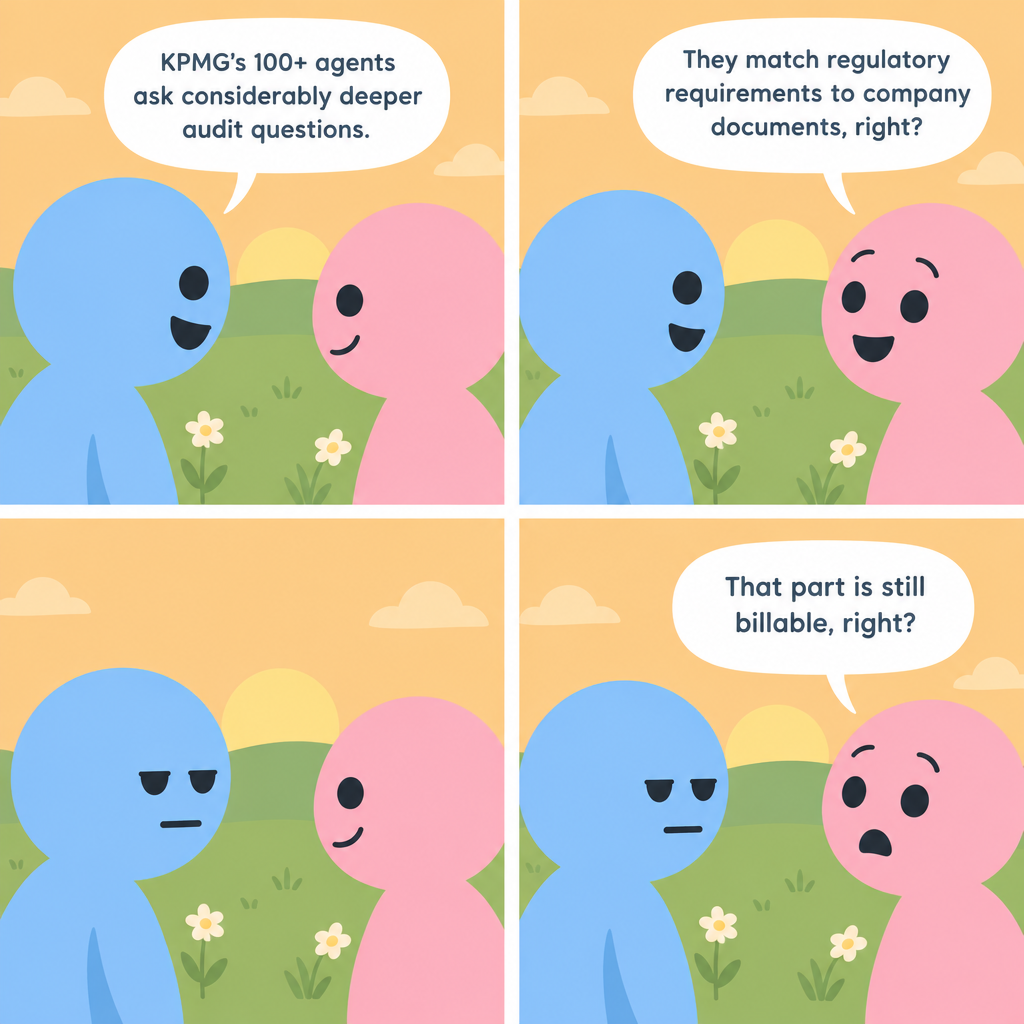 KPMG's 100+ agents
ask considerably deeper
audit questions.
They match regulatory
requirements to company
documents, right?
That part is still
billable, right?